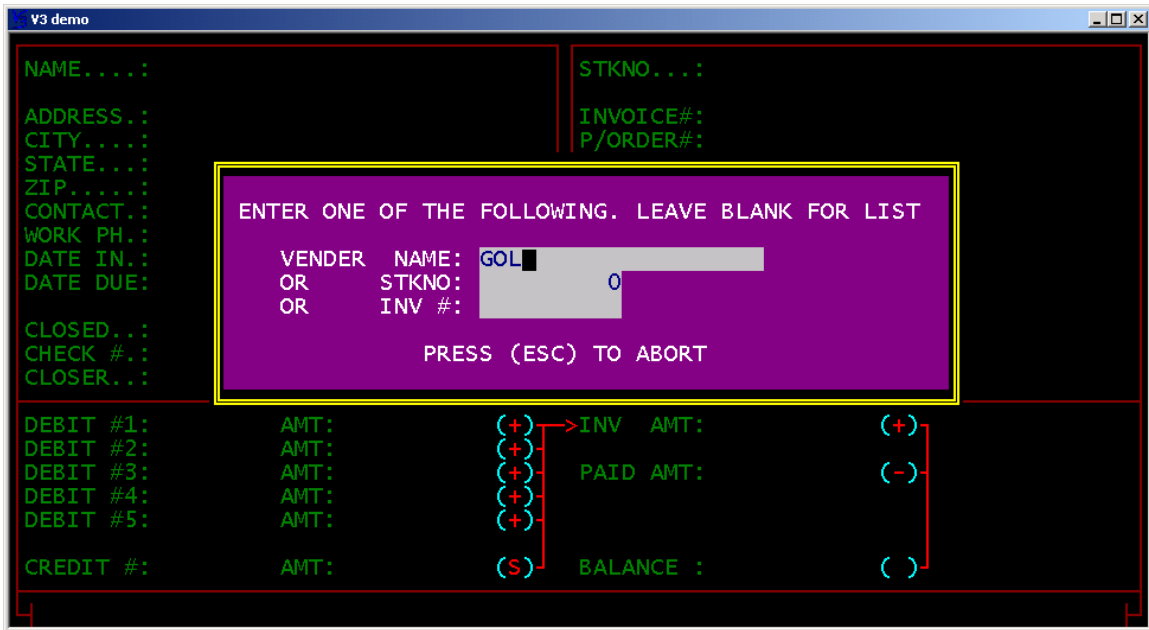 V3 demo
NAME....: STKNO...:
ADDRESS.: INVOICE#:
CITY....: P/ORDER#:
STATE...:
ZIP.....:
CONTACT.:
WORK PH.:
DATE IN.:
DATE DUE:
CLOSED..:
CHECK #.:
CLOSER..:
ENTER ONE OF THE FOLLOWING. LEAVE BLANK FOR LIST
VENDER NAME: GOL
OR STKNO: 0
OR INV #:
PRESS (ESC) TO ABORT
DEBIT #1: AMT: (+) >INV AMT: (+)
DEBIT #2: AMT: (+)
DEBIT #3: AMT: (+) PAID AMT: (-)
DEBIT #4: AMT: (+)
DEBIT #5: AMT: (+)
CREDIT #: AMT: (S) BALANCE : ( )